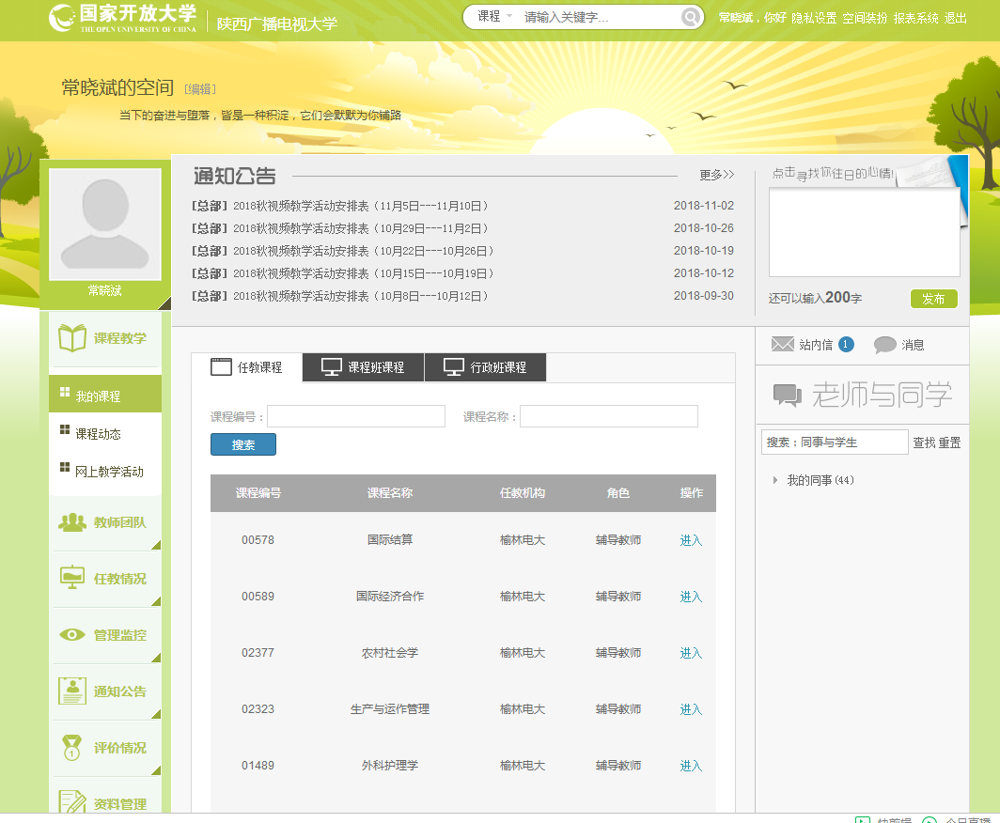 国家开放大学
THE OPEN UNIVERSITY OF CHINA
陕西广播电视大学
课程 请输入关键字...
常晓斌，你好 隐私设置 空间装扮 报表系统 退出
常晓斌的空间 [编辑]
当下的奋进与堕落，皆是一种积淀，它们会默默为你铺路
常晓斌
通知公告 更多>>
[总部] 2018秋视频教学活动安排表（11月5日---11月10日） 2018-11-02
[总部] 2018秋视频教学活动安排表（10月29日---11月2日） 2018-10-26
[总部] 2018秋视频教学活动安排表（10月22日---10月26日） 2018-10-19
[总部] 2018秋视频教学活动安排表（10月15日---10月19日） 2018-10-12
[总部] 2018秋视频教学活动安排表（10月8日---10月12日） 2018-09-30
点击寻找你往日的心情!
还可以输入200字 发布
课程教学
我的课程
课程动态
网上教学活动
教师团队
任教情况
管理监控
通知公告
评价情况
资料管理
任教课程 课程班课程 行政班课程
课程编号： 课程名称：
搜索
课程编号 课程名称 任教机构 角色 操作
00578 国际结算 榆林电大 辅导教师 进入
00589 国际经济合作 榆林电大 辅导教师 进入
02377 农村社会学 榆林电大 辅导教师 进入
02323 生产与运作管理 榆林电大 辅导教师 进入
01489 外科护理学 榆林电大 辅导教师 进入
站内信 1 消息
老师与同学
搜索：同事与学生 查找 重置
我的同事(44)
快剪辑 今日直播